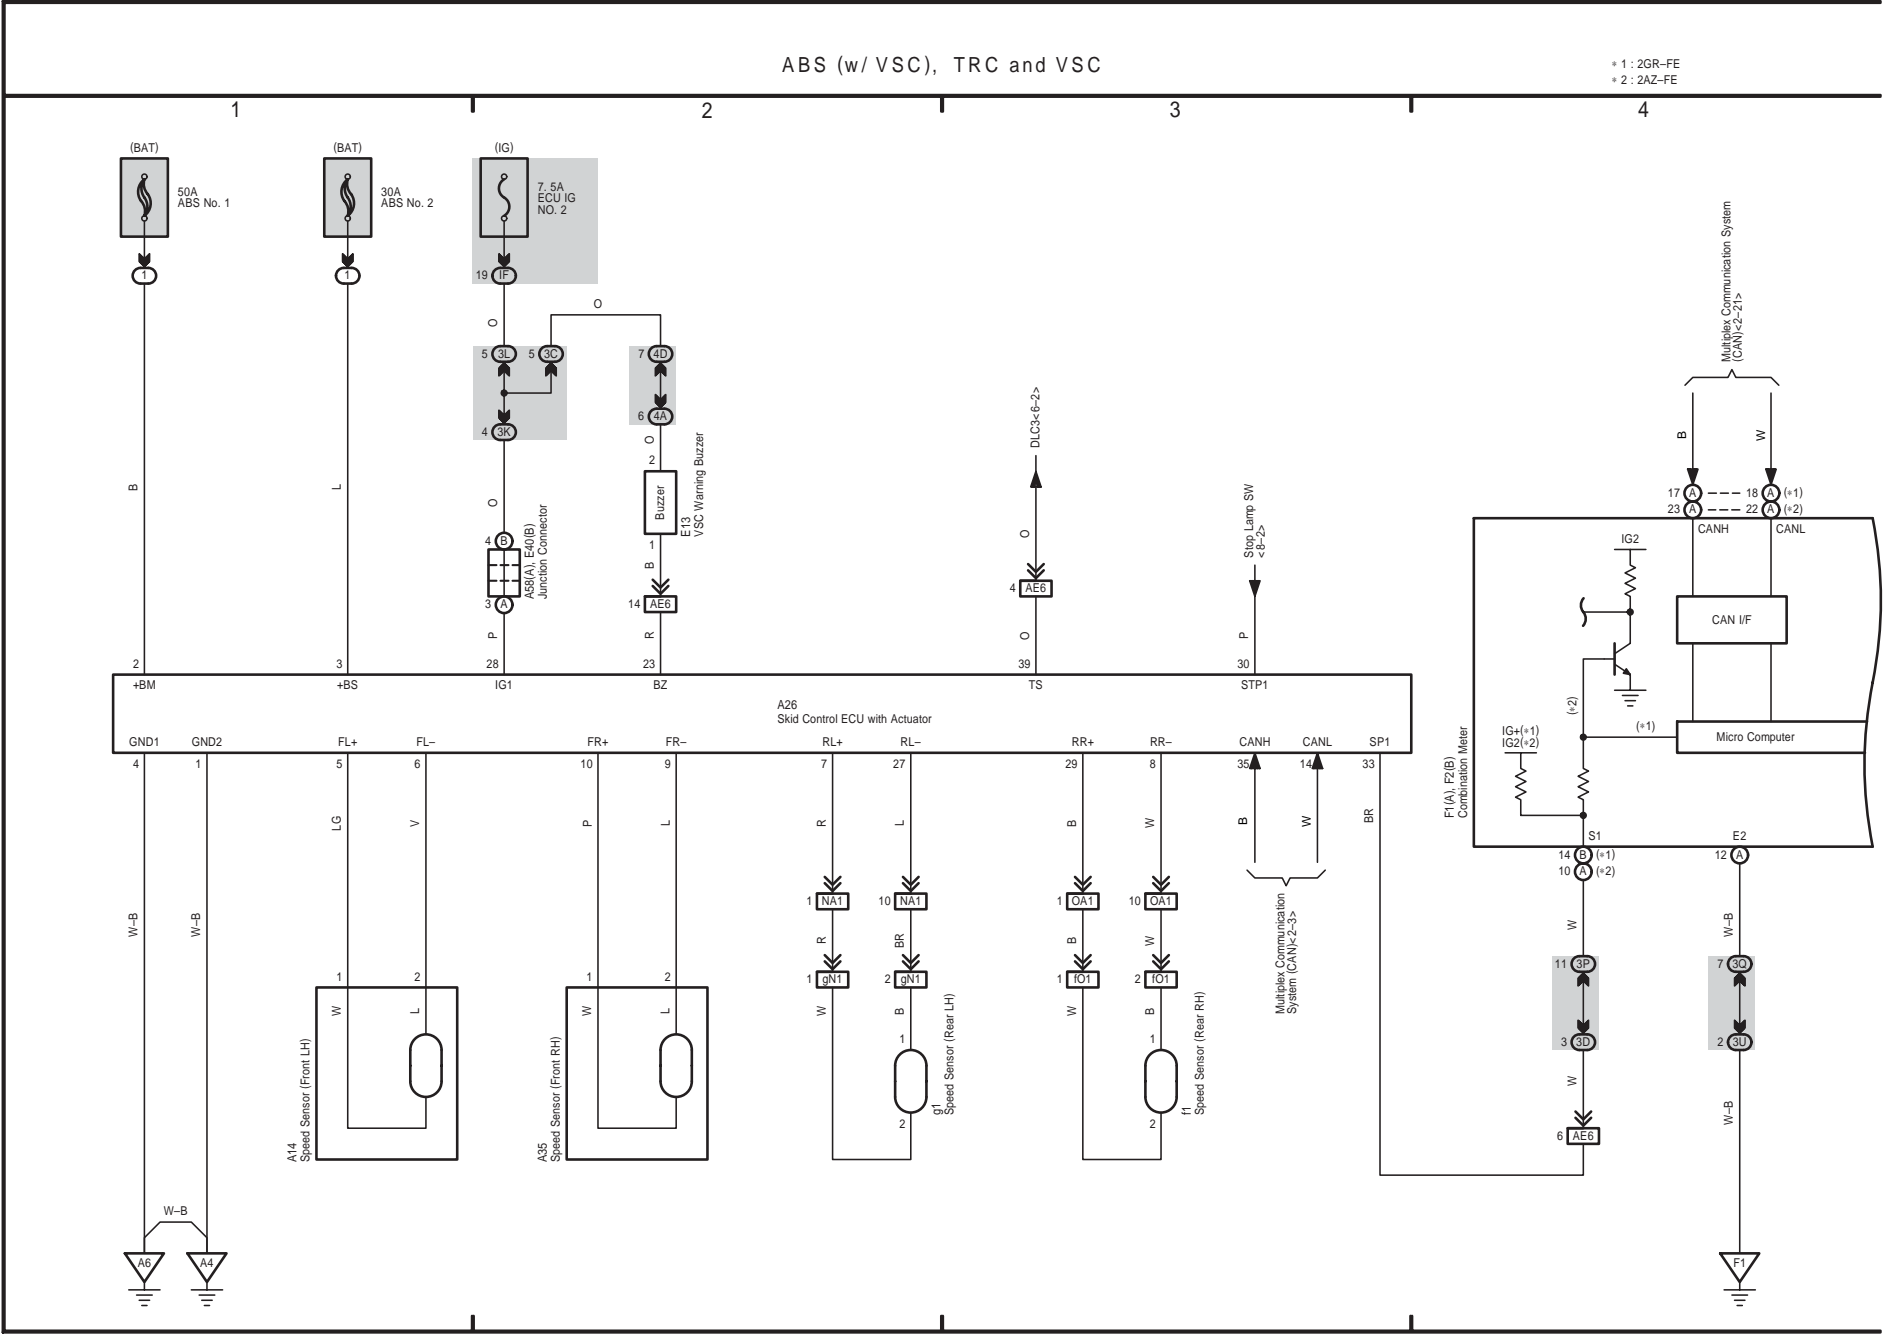 ABS (w/ VSC), TRC and VSC
* 1 : 2GR–FE
* 2 : 2AZ–FE
1
2
3
4
(BAT)
(BAT)
(IG)
50A
ABS No. 1
30A
ABS No. 2
7. 5A
ECU IG
NO. 2
1
1
19 IF
O
O
5 3L
5 3C
7 4D
4 3K
6 4A
B
L
O
O
2
Buzzer
E13
VSC Warning Buzzer
1
B
4 B
A58(A), E40(B)
Junction Connector
3 A
14 AE6
P
R
DLC3<6–2>
O
4 AE6
O
Stop Lamp SW
<8–2>
P
Multiplex Communication System
(CAN)<2–21>
B
W
17 A
18 A (*1)
23 A
22 A (*2)
CANH
CANL
IG2
CAN I/F
(*2)
(*1)
Micro Computer
IG+(*1)
IG2(*2)
F1(A), F2(B)
Combination Meter
S1
E2
14 B (*1)
10 A (*2)
12 A
2
3
28
23
39
30
+BM
+BS
IG1
BZ
TS
STP1
A26
Skid Control ECU with Actuator
GND1
GND2
FL+
FL–
FR+
FR–
RL+
RL–
RR+
RR–
CANH
CANL
SP1
4
1
5
6
10
9
7
27
29
8
35
14
33
LG
V
P
L
R
L
B
W
B
W
BR
W–B
W–B
1 NA1
10 NA1
1 OA1
10 OA1
R
BR
B
W
1 gN1
2 gN1
1 fO1
2 fO1
W
B
W
B
1
2
1
2
W
L
W
L
A14
Speed Sensor (Front LH)
A35
Speed Sensor (Front RH)
1
2
g1
Speed Sensor (Rear LH)
1
2
f1
Speed Sensor (Rear RH)
Multiplex Communication
System (CAN)<2–3>
W
W–B
11 3P
7 3Q
3 3D
2 3U
W
W–B
6 AE6
W–B
A6
A4
F1